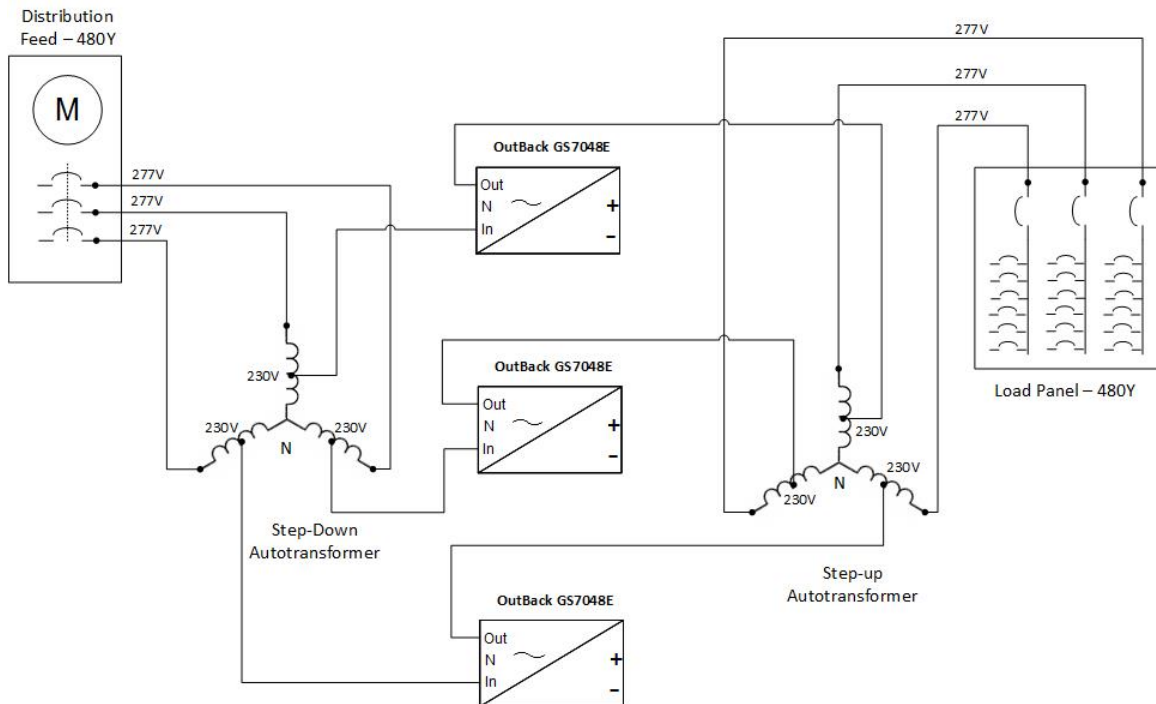 Distribution
Feed – 480Y
M
277V
277V
277V
230V
230V
230V
N
Step-Down
Autotransformer
OutBack GS7048E
Out
N
In
+
–
OutBack GS7048E
Out
N
In
+
–
OutBack GS7048E
Out
N
In
+
–
277V
277V
277V
230V
230V
230V
N
Step-up
Autotransformer
Load Panel – 480Y